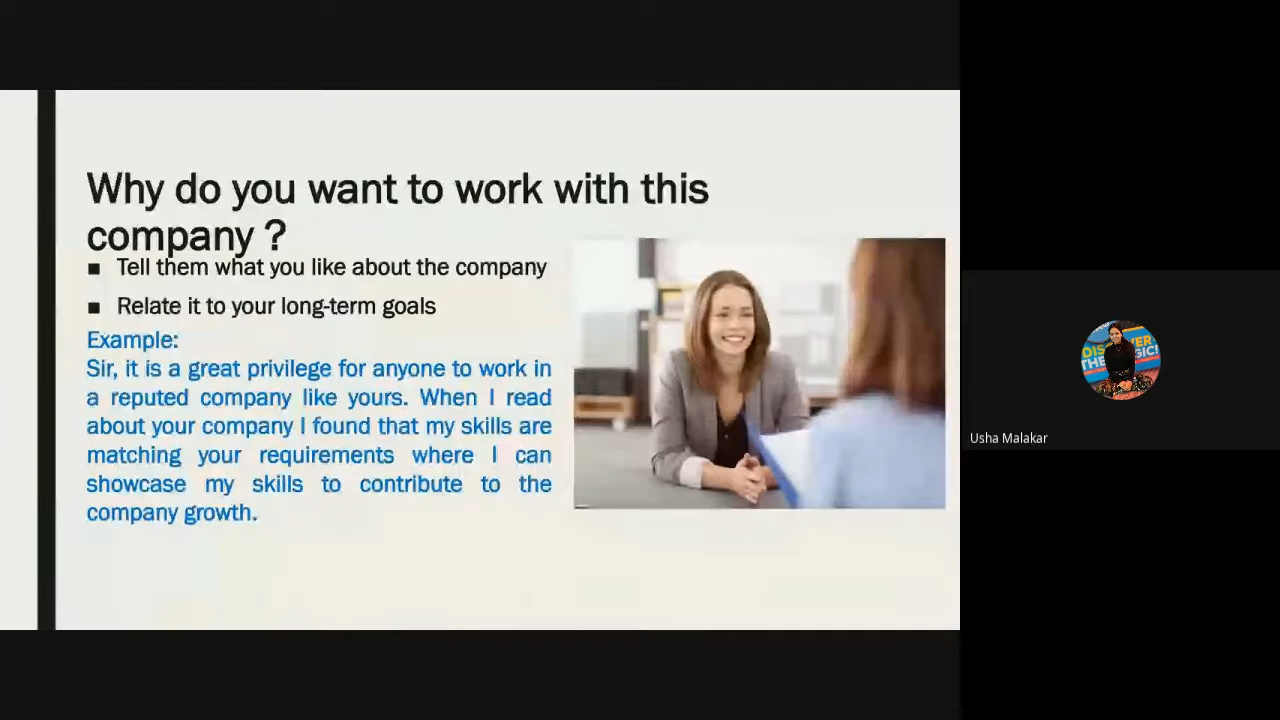 Why do you want to work with this
company ?
■ Tell them what you like about the company
■ Relate it to your long-term goals
Example:
Sir, it is a great privilege for anyone to work in
a reputed company like yours. When I read
about your company I found that my skills are
matching your requirements where I can
showcase my skills to contribute to the
company growth.
Usha Malakar